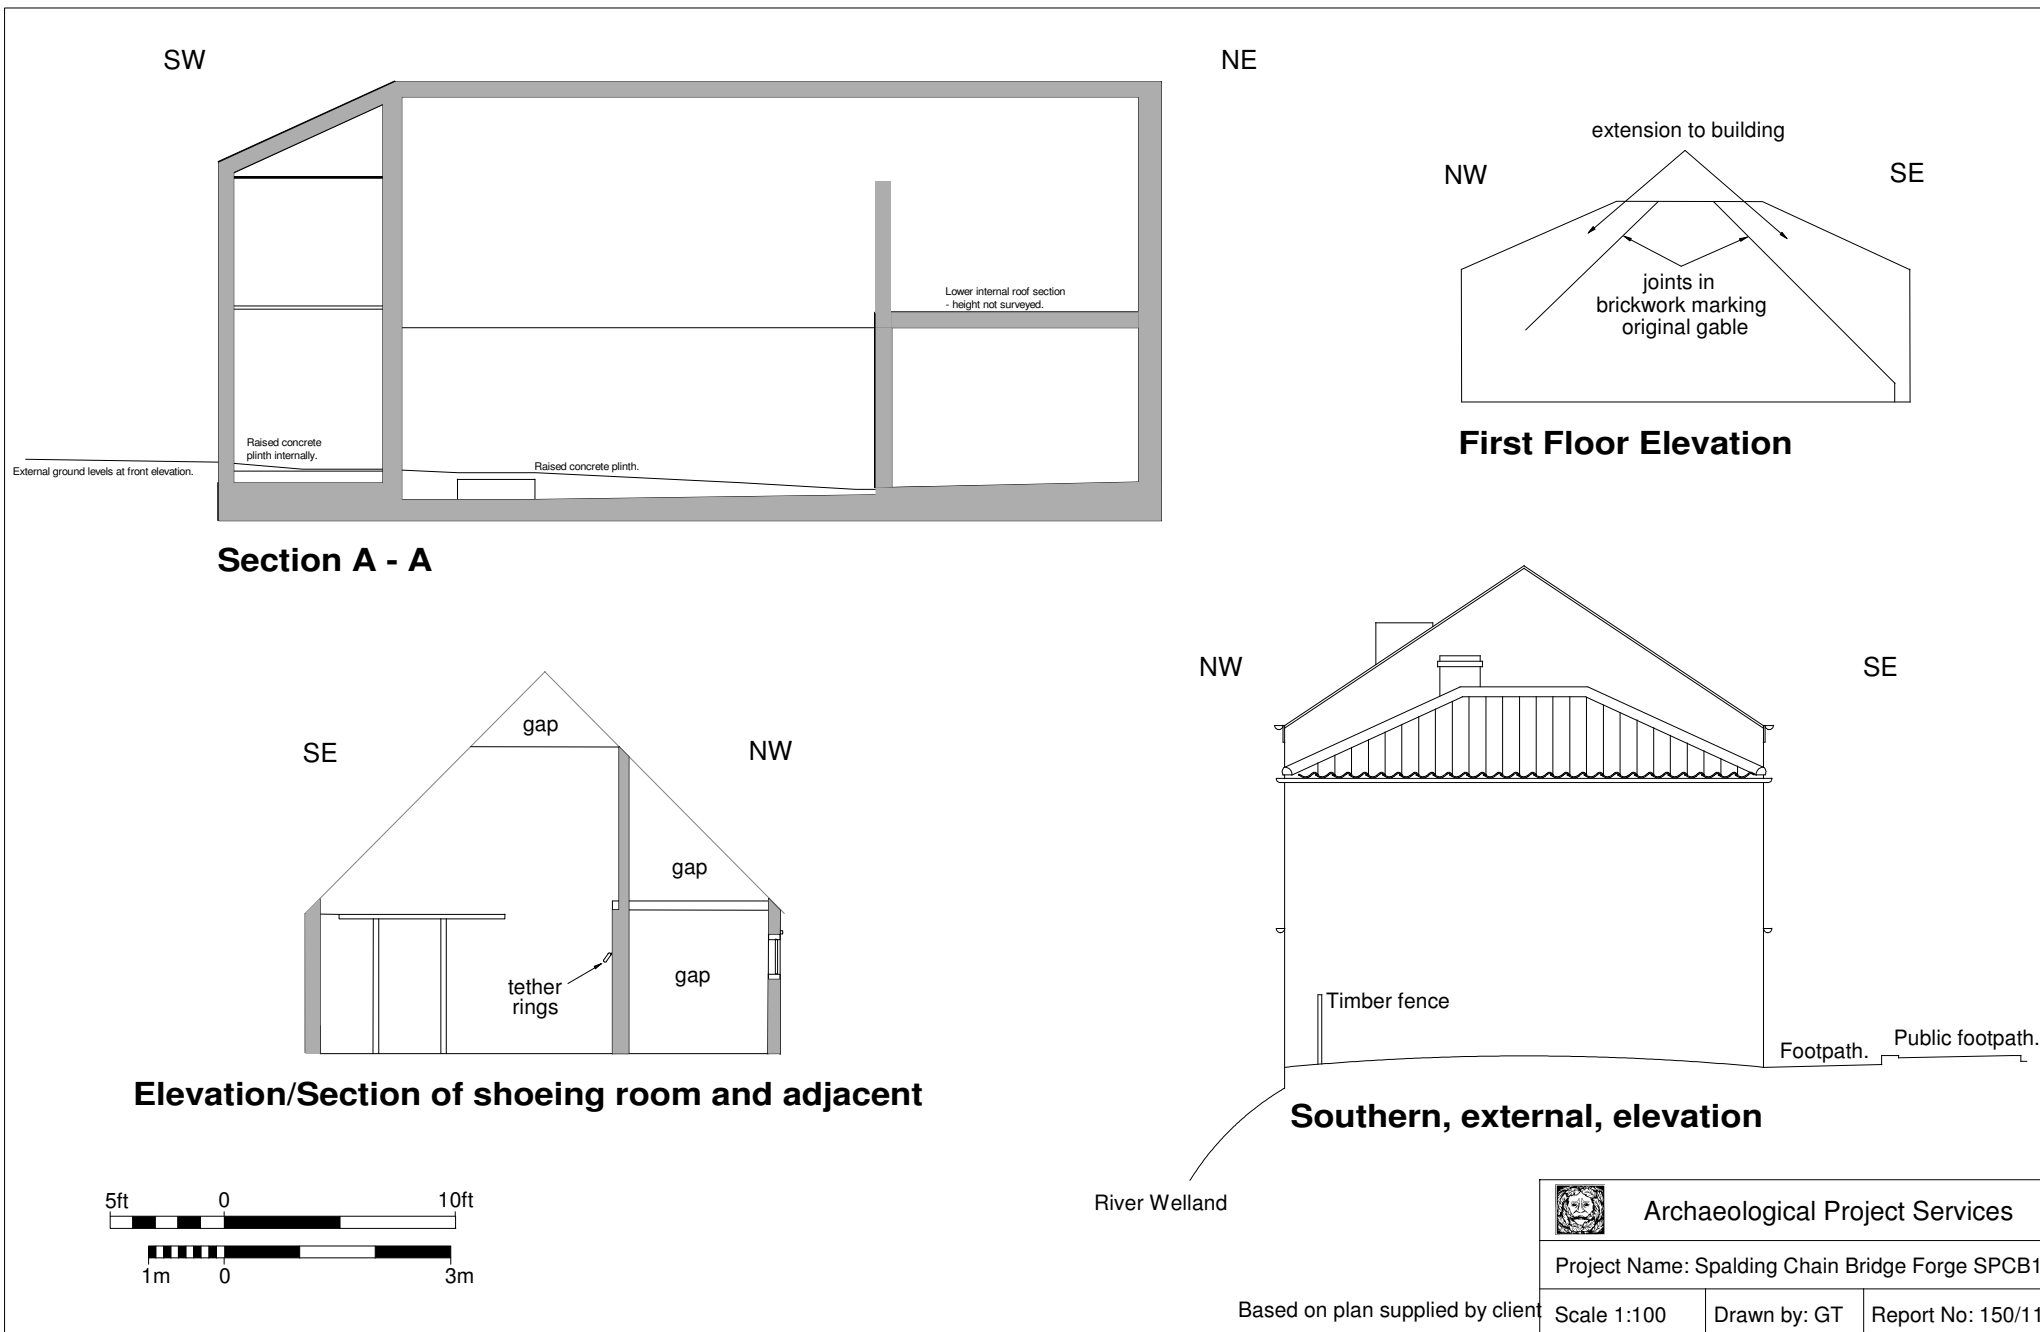 SW
NE
Lower internal roof section
- height not surveyed.
Raised concrete
plinth internally.
External ground levels at front elevation.
Raised concrete plinth.
Section A - A
extension to building
NW
SE
joints in
brickwork marking
original gable
First Floor Elevation
gap
SE
NW
gap
gap
tether
rings
Elevation/Section of shoeing room and adjacent
NW
SE
Timber fence
Footpath.
Public footpath.
Southern, external, elevation
River Welland
5ft
0
10ft
1m
0
3m
Archaeological Project Services
Project Name: Spalding Chain Bridge Forge SPCB1
Based on plan supplied by client
Scale 1:100
Drawn by: GT
Report No: 150/11